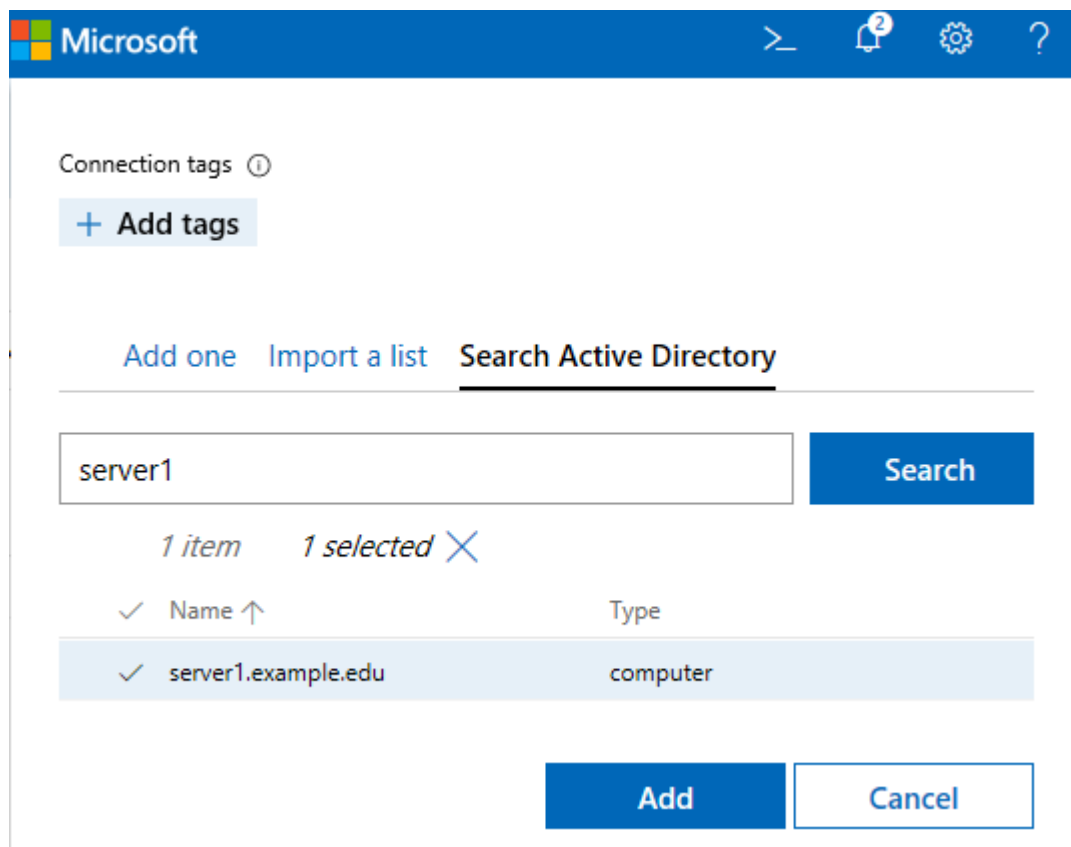 Microsoft
2
Connection tags
+ Add tags
Add one Import a list Search Active Directory
server1 Search
1 item 1 selected
Name Type
server1.example.edu computer
Add Cancel